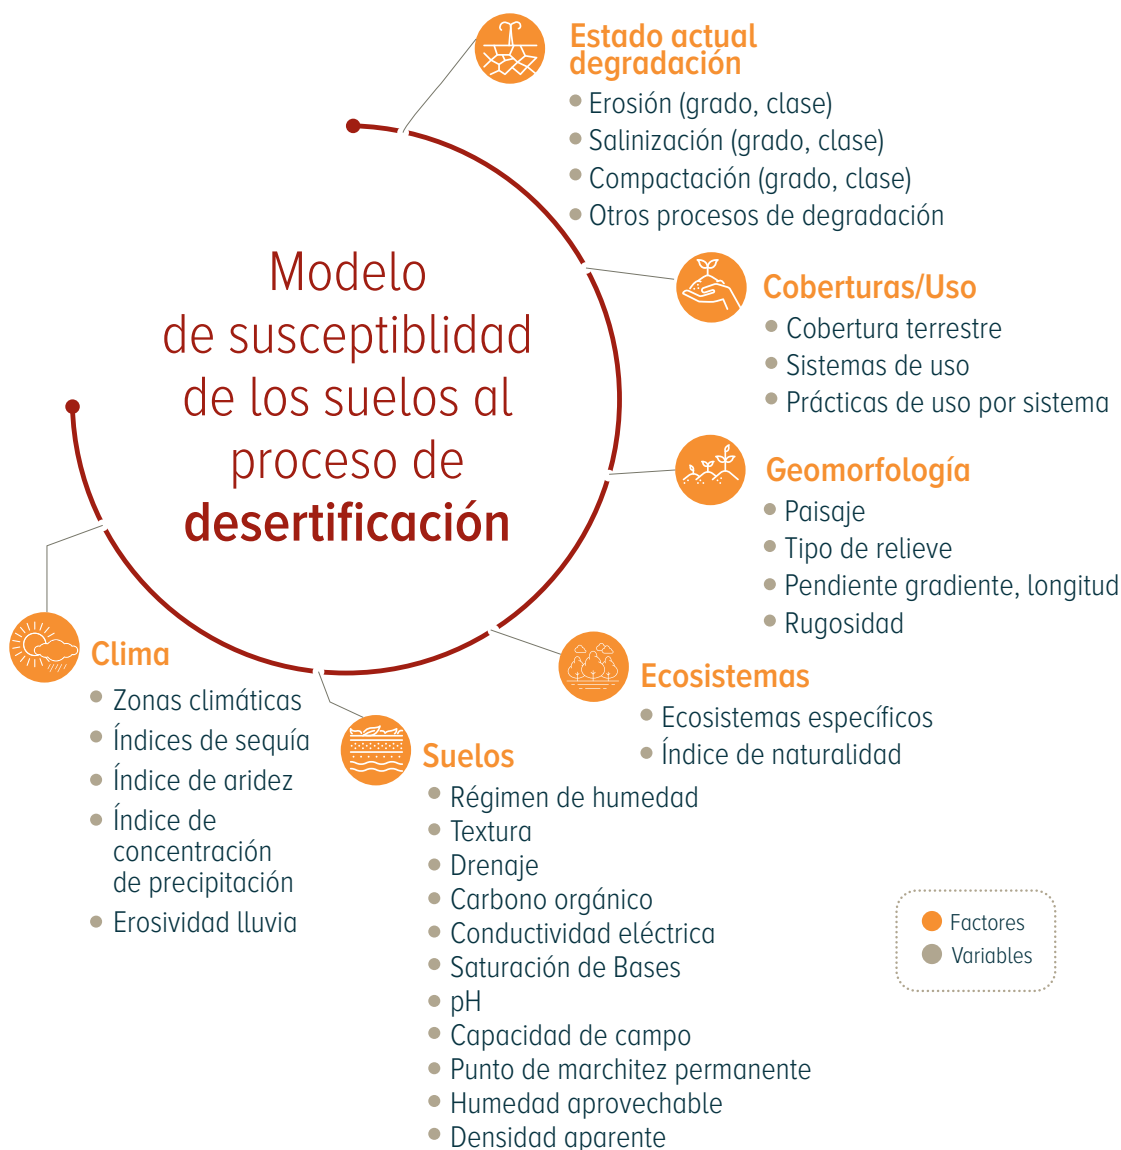 Estado actual
degradación
Erosión (grado, clase)
Salinización (grado, clase)
Compactación (grado, clase)
Otros procesos de degradación
Modelo
de susceptiblidad
de los suelos al
proceso de
desertificación
Coberturas/Uso
Cobertura terrestre
Sistemas de uso
Prácticas de uso por sistema
Geomorfología
Paisaje
Tipo de relieve
Pendiente gradiente, longitud
Rugosidad
Ecosistemas
Ecosistemas específicos
Índice de naturalidad
Suelos
Régimen de humedad
Textura
Drenaje
Carbono orgánico
Conductividad eléctrica
Saturación de Bases
pH
Capacidad de campo
Punto de marchitez permanente
Humedad aprovechable
Densidad aparente
Clima
Zonas climáticas
Índices de sequía
Índice de aridez
Índice de
concentración
de precipitación
Erosividad lluvia
Factores
Variables